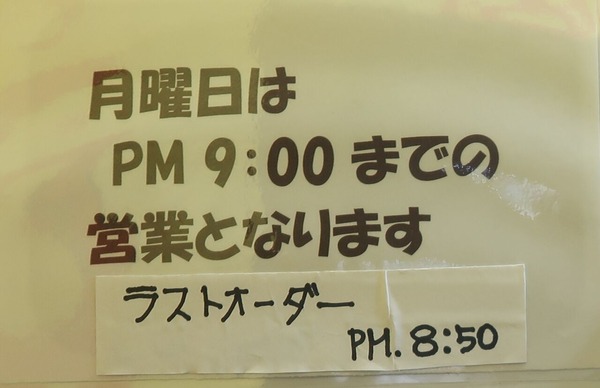 月曜日は
PM 9:00 までの
営業となります
ラストオーダー
PM. 8:50